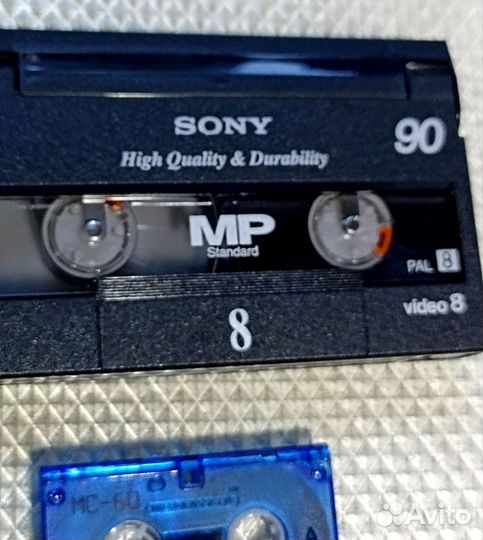 SONY
90
High Quality & Durability
MP
Standard
PAL 8
video 8
8
MC-60
A
Avito